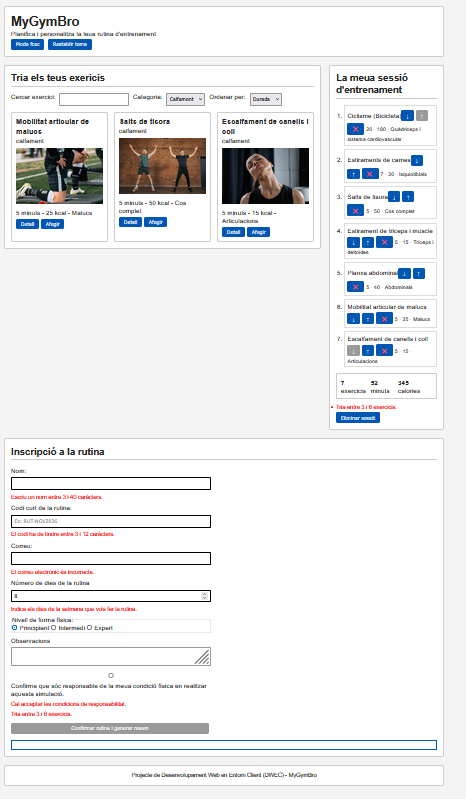 MyGymBro
Planifica i personalitza la teua rutina d'entrenament
Mode fosc
Restablir tema
Tria els teus exericis
Cercar exercici:
Categoria:
Calfament
Ordenar per:
Durada
Mobilitat articular de malucs
calfament
5 minuts - 25 kcal - Malucs
Detall
Afegir
Salts de tisora
calfament
5 minuts - 50 kcal - Cos
complet
Detall
Afegir
Escalfament de canells i
coll
calfament
5 minuts - 15 kcal -
Articulacions
Detall
Afegir
La meua sessió
d'entrenament
1. Ciclisme (Bicicleta) ↓ ↑
❌ 20 · 180 · Quàdriceps i
sistema cardiovascular
2. Estiraments de cames ↓
↑ ❌ 7 · 20 · Isquiotibials
3. Salts de tisora ↓ ↑
❌ 5 · 50 · Cos complet
4. Estirament de tríceps i muscle
↓ ↑ ❌ 5 · 15 · Tríceps i
deltoides
5. Planxa abdominal ↓ ↑
❌ 5 · 40 · Abdominals
6. Mobilitat articular de malucs
↓ ↑ ❌ 5 · 25 · Malucs
7. Escalfament de canells i coll
↓ ↑ ❌ 5 · 15 ·
Articulacions
7 52 345
exercicis minuts calories
• Tria entre 3 i 6 exercicis.
Eliminar sessió
Inscripció a la rutina
Nom:
Escriu un nom entre 3 i 40 caràcters.
Codi curt de la rutina:
Ex: RUT-NOV2026
El codi ha de tindre entre 3 i 12 caràcters.
Correu:
El correu electrònic és incorrecte.
Número de dies de la rutina
8
Indica els dies de la setmana que vols fer la rutina.
Nivell de forma física:
Principiant Intermedi Expert
Observacions
Confirme que sóc responsable de la meua condició física en realitzar
aquesta simulació.
Cal acceptar les condicions de responsabilitat.
Tria entre 3 i 6 exercicis.
Confirmar rutina i generar resum
Projecte de Desenvolupament Web en Entorn Client (DWEC) - MyGymBro